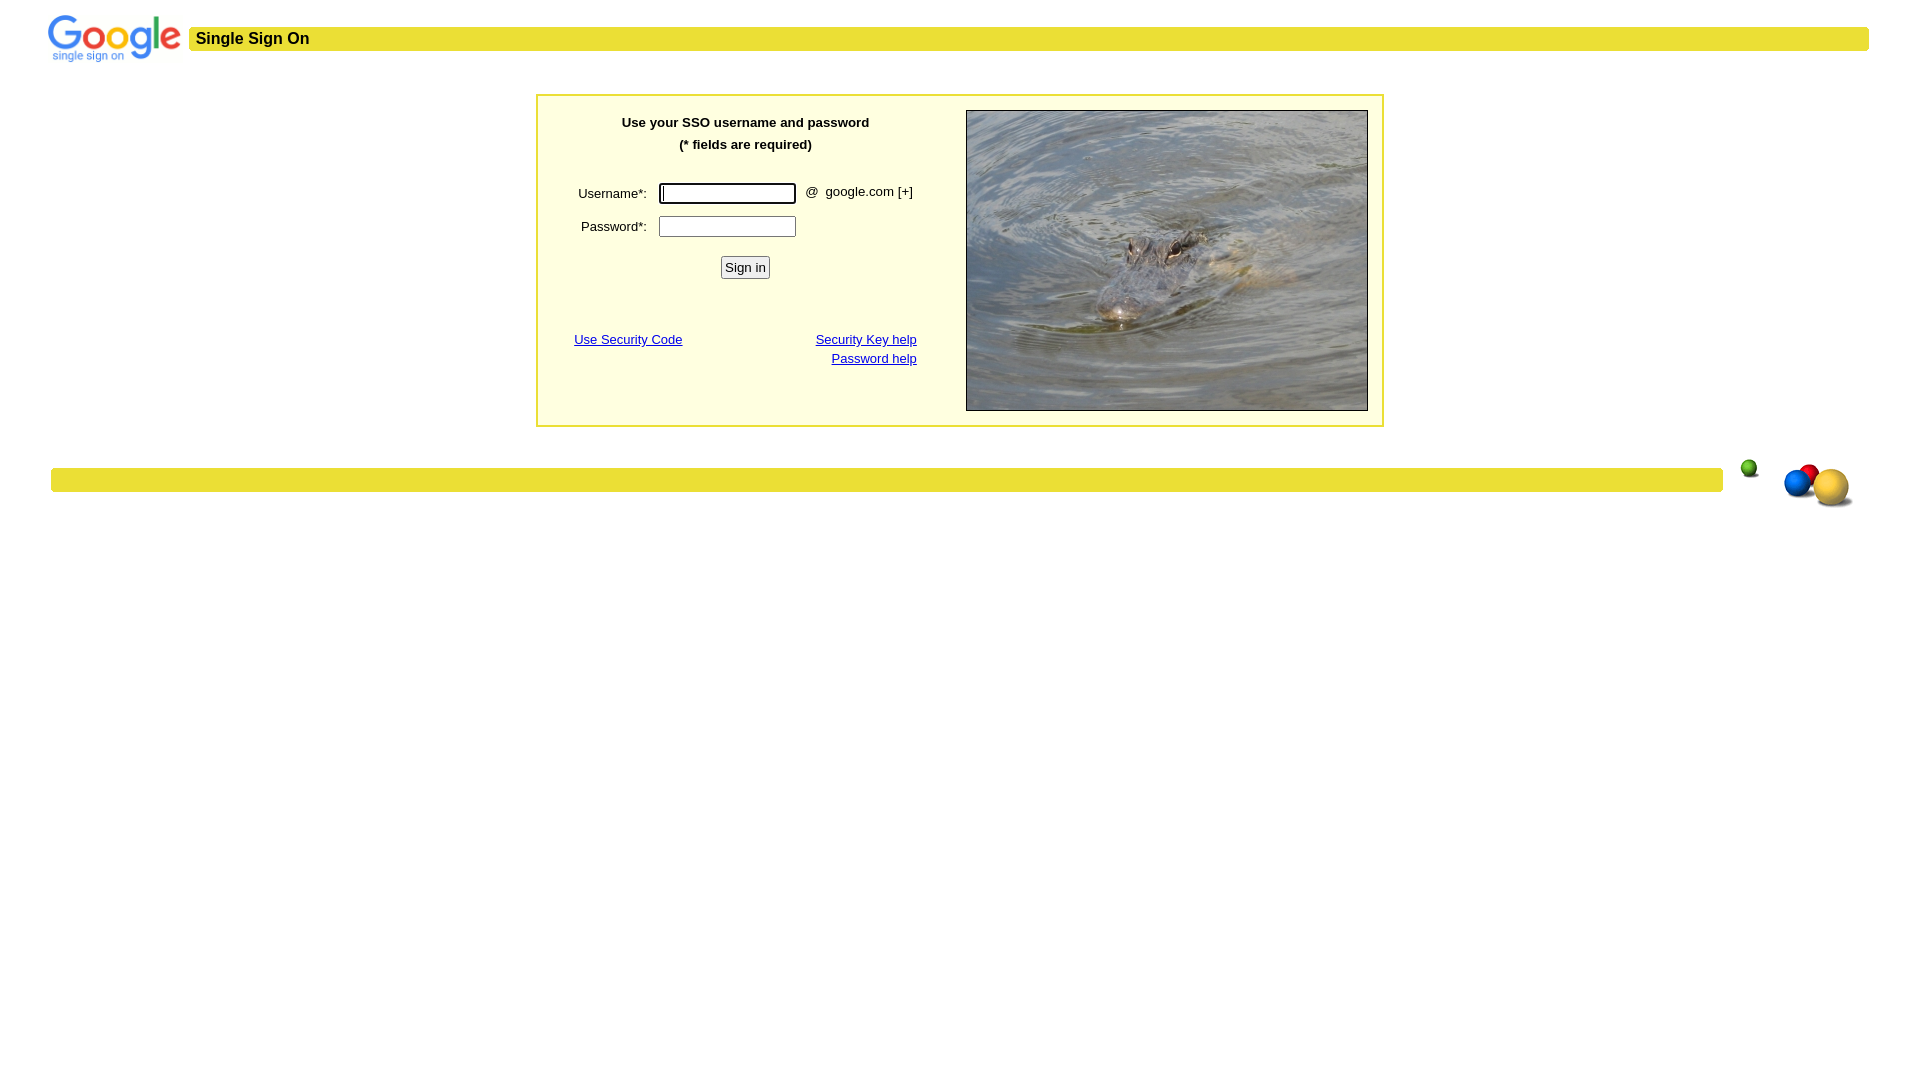 Google
single sign on
Single Sign On
Use your SSO username and password
(* fields are required)
Username*:
@ google.com [+]
Password*:
Sign in
Use Security Code
Security Key help
Password help